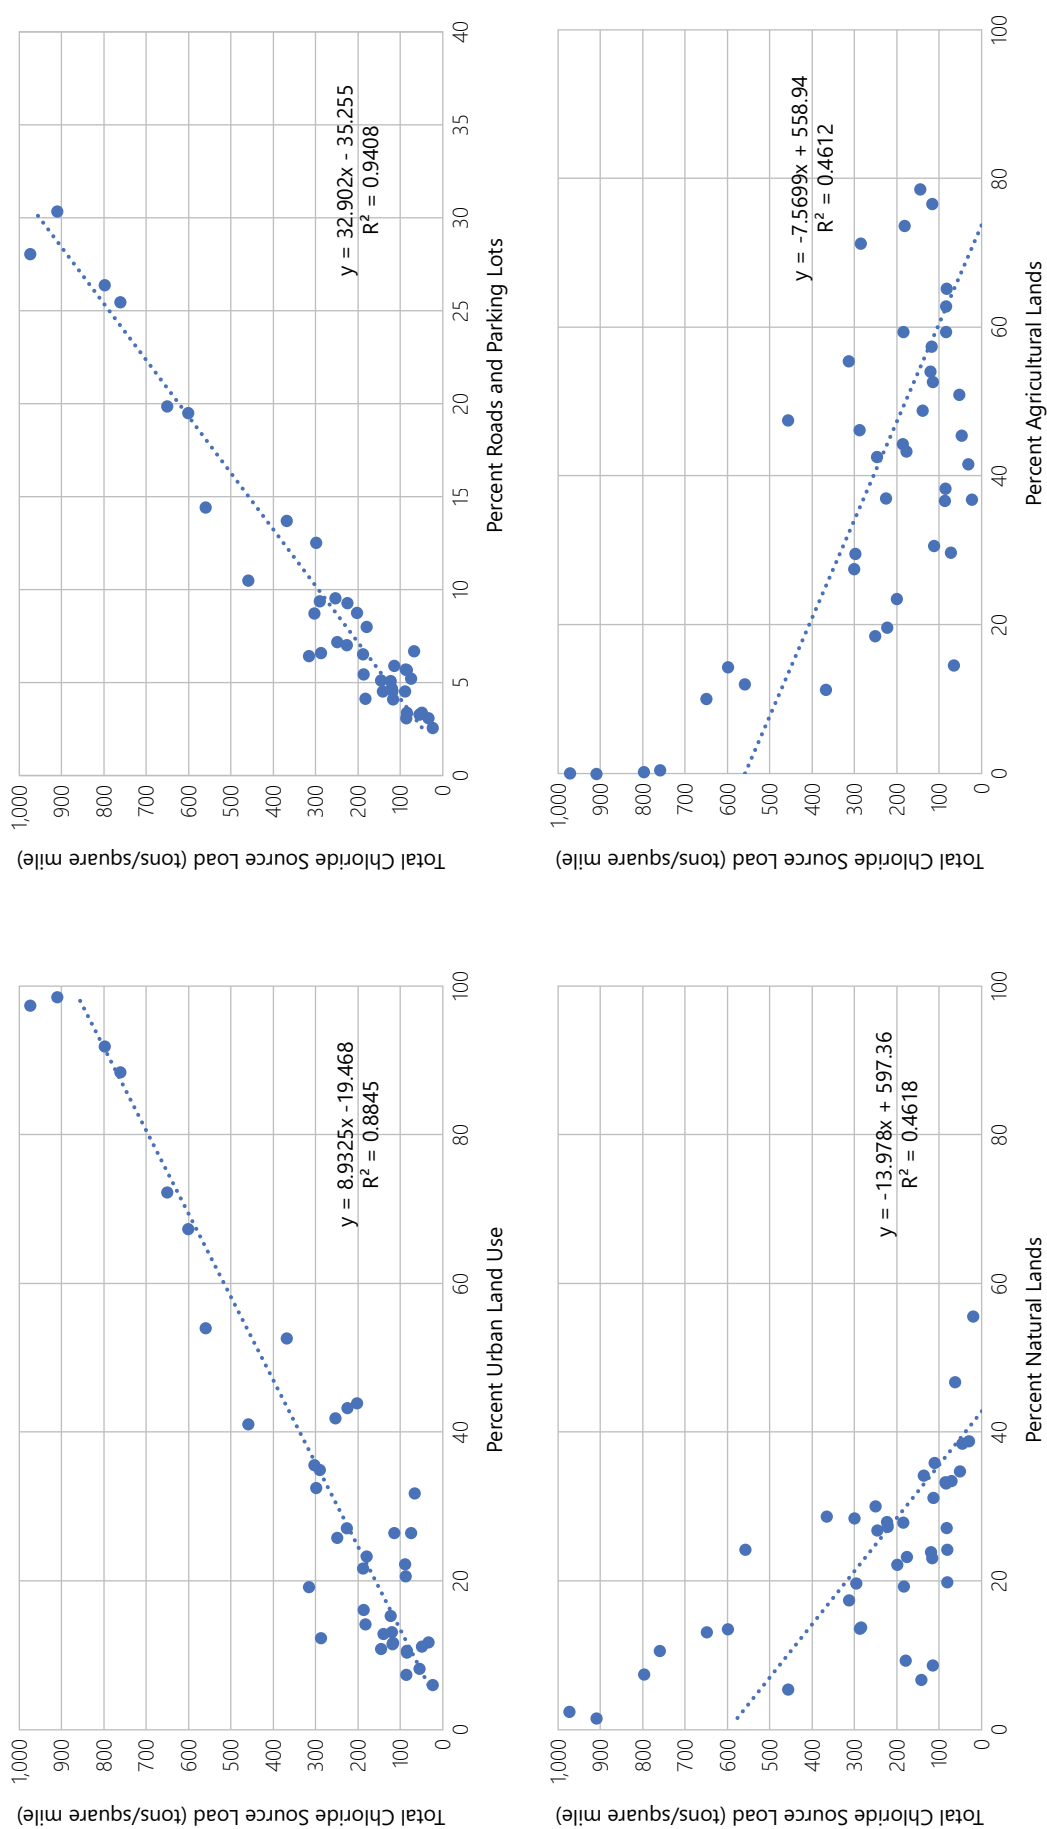 Total Chloride Source Load (tons/square mile)
1,000
900
800
700
600
500
400
300
200
100
0
y = 8.9325x - 19.468
R² = 0.8845
0 20 40 60 80 100
Percent Urban Land Use
Total Chloride Source Load (tons/square mile)
1,000
900
800
700
600
500
400
300
200
100
0
y = 32.902x - 35.255
R² = 0.9408
0 5 10 15 20 25 30 35 40
Percent Roads and Parking Lots
Total Chloride Source Load (tons/square mile)
1,000
900
800
700
600
500
400
300
200
100
0
y = -13.978x + 597.36
R² = 0.4618
0 20 40 60 80 100
Percent Natural Lands
Total Chloride Source Load (tons/square mile)
1,000
900
800
700
600
500
400
300
200
100
0
y = -7.5699x + 558.94
R² = 0.4612
0 20 40 60 80 100
Percent Agricultural Lands